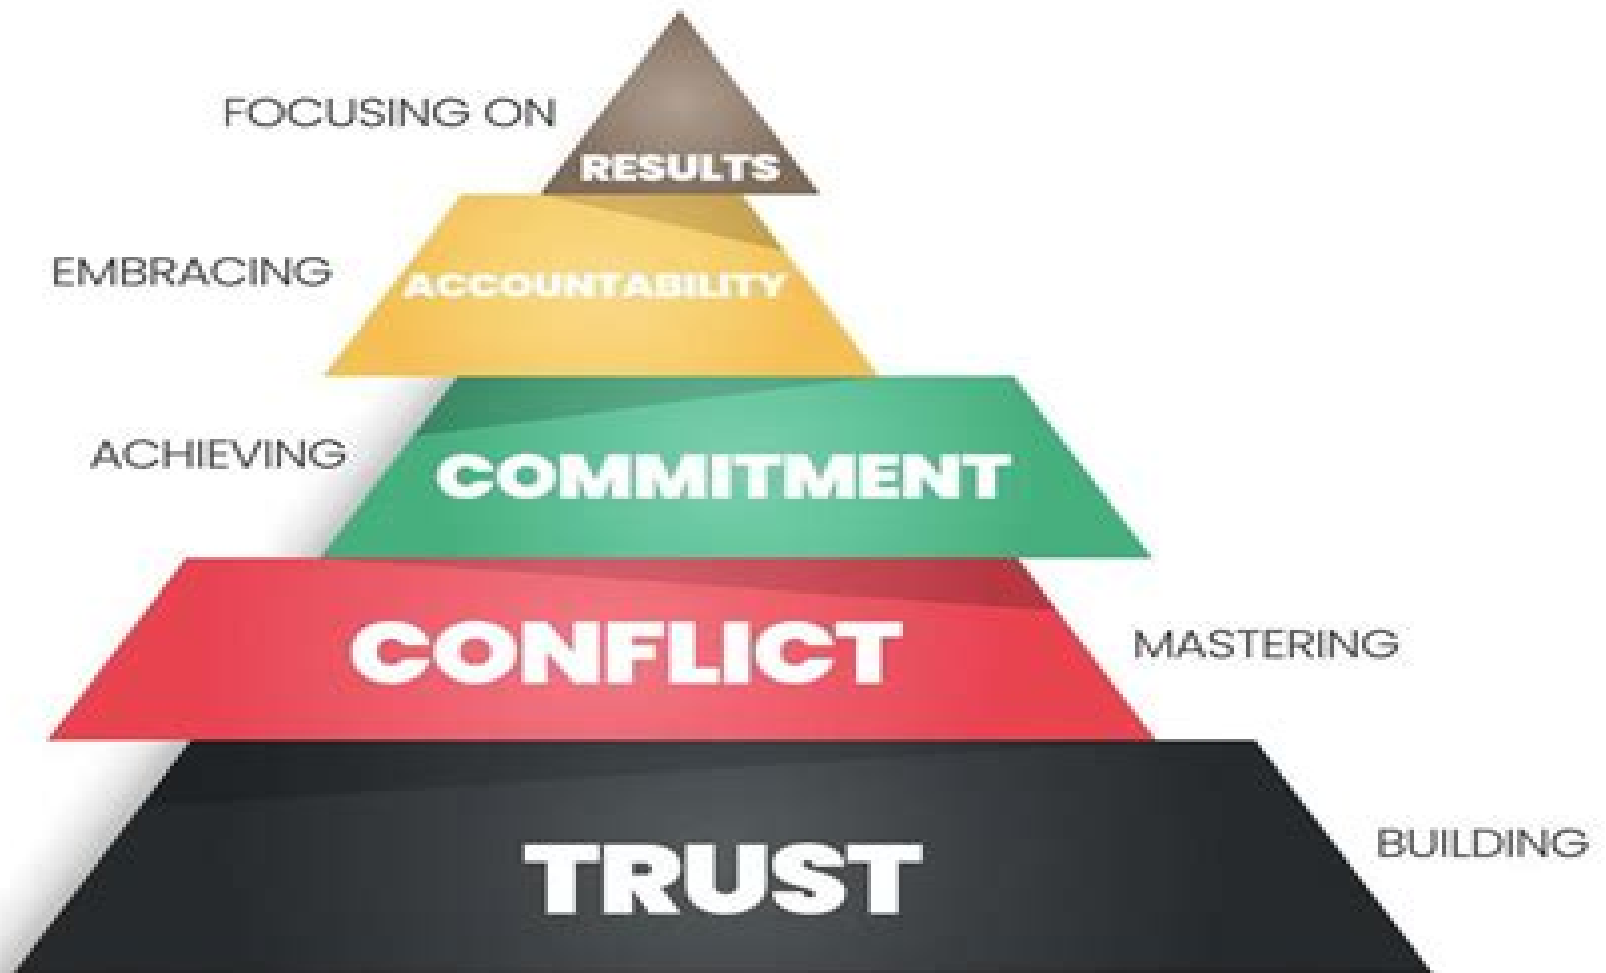 FOCUSING ON
RESULTS
EMBRACING
ACCOUNTABILITY
ACHIEVING
COMMITMENT
CONFLICT
MASTERING
TRUST
BUILDING